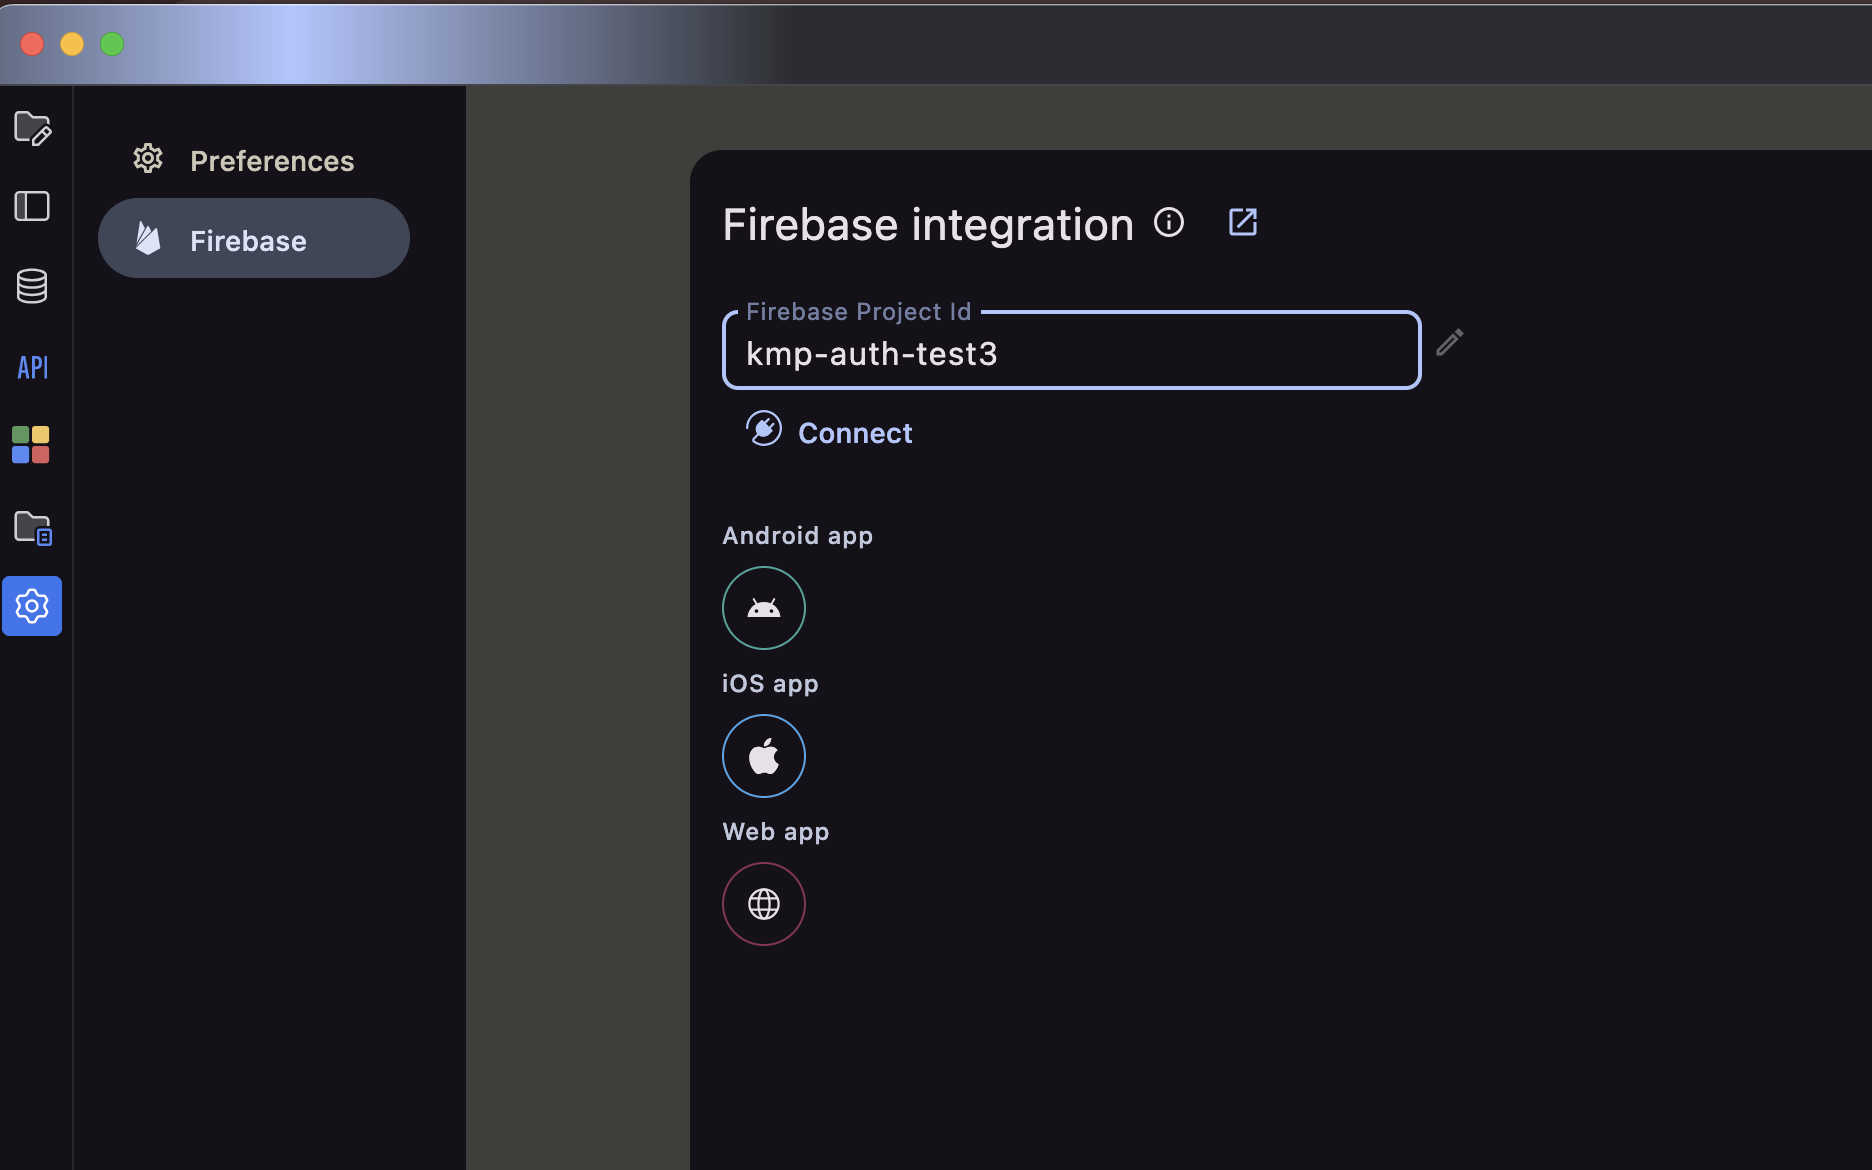 Preferences
Firebase
API
Firebase integration
Firebase Project Id
kmp-auth-test3
Connect
Android app
iOS app
Web app